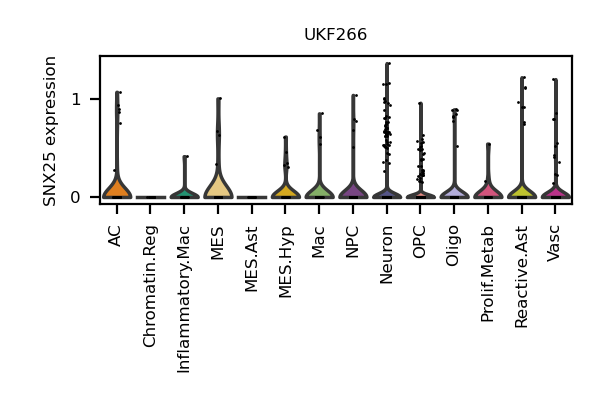 UKF266
SNX25 expression
1
0
AC
Chromatin.Reg
Inflammatory.Mac
MES
MES.Ast
MES.Hyp
Mac
NPC
Neuron
OPC
Oligo
Prolif.Metab
Reactive.Ast
Vasc